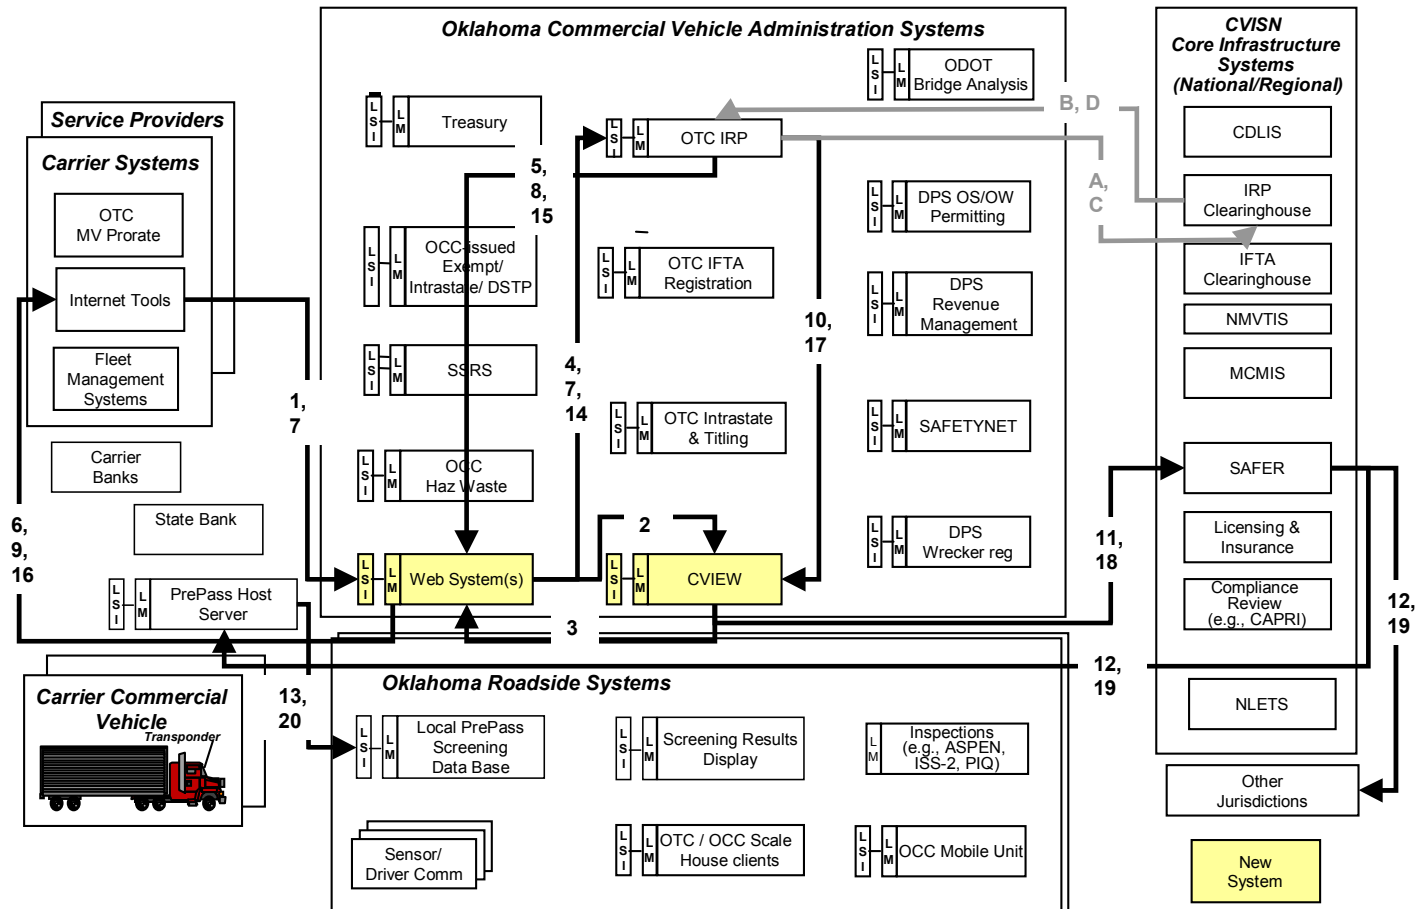 Oklahoma Commercial Vehicle Administration Systems
CVISN
Core Infrastructure
Systems
(National/Regional)
Service Providers
Carrier Systems
OTC
MV Prorate
Internet Tools
Fleet
Management
Systems
Carrier
Banks
State Bank
L
S
I
L
M
PrePass Host
Server
1,
7
6,
9,
16
L
S
I
L
M
Treasury
5,
8,
15
L
S
I
L
M
OCC-issued
Exempt/
Intrastate/ DSTP
L
S
I
L
M
SSRS
L
S
I
L
M
OCC
Haz Waste
L
S
I
L
M
Web System(s)
L
S
I
L
M
OTC IRP
L
S
I
L
M
OTC IFTA
Registration
4,
7,
14
10,
17
L
S
I
L
M
OTC Intrastate
& Titling
2
L
S
I
L
M
CVIEW
3
L
S
I
L
M
ODOT
Bridge Analysis
B, D
A,
C
L
S
I
L
M
DPS OS/OW
Permitting
L
S
I
L
M
DPS
Revenue
Management
L
S
I
L
M
SAFETYNET
L
S
I
L
M
DPS
Wrecker reg
11,
18
CDLIS
IRP
Clearinghouse
IFTA
Clearinghouse
NMVTIS
MCMIS
SAFER
Licensing &
Insurance
Compliance
Review
(e.g., CAPRI)
NLETS
12,
19
12,
19
Other
Jurisdictions
New
System
Carrier Commercial
Vehicle
Transponder
13,
20
Oklahoma Roadside Systems
L
S
I
L
M
Local PrePass
Screening
Data Base
L
S
I
L
M
Screening Results
Display
L
M
Inspections
(e.g., ASPEN,
ISS-2, PIQ)
Sensor/
Driver Comm
L
S
I
L
M
OTC / OCC Scale
House clients
L
S
I
L
M
OCC Mobile Unit